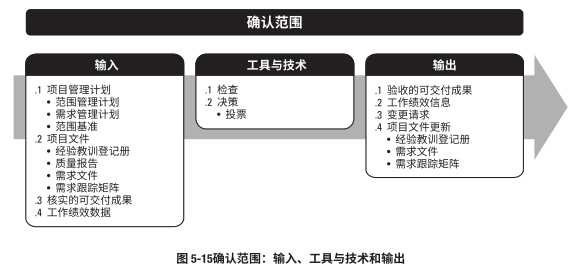 确认范围
输入
.1 项目管理计划
• 范围管理计划
• 需求管理计划
• 范围基准
.2 项目文件
• 经验教训登记册
• 质量报告
• 需求文件
• 需求跟踪矩阵
.3 核实的可交付成果
.4 工作绩效数据
工具与技术
.1 检查
.2 决策
• 投票
输出
.1 验收的可交付成果
.2 工作绩效信息
.3 变更请求
.4 项目文件更新
• 经验教训登记册
• 需求文件
• 需求跟踪矩阵
图 5-15确认范围：输入、工具与技术和输出